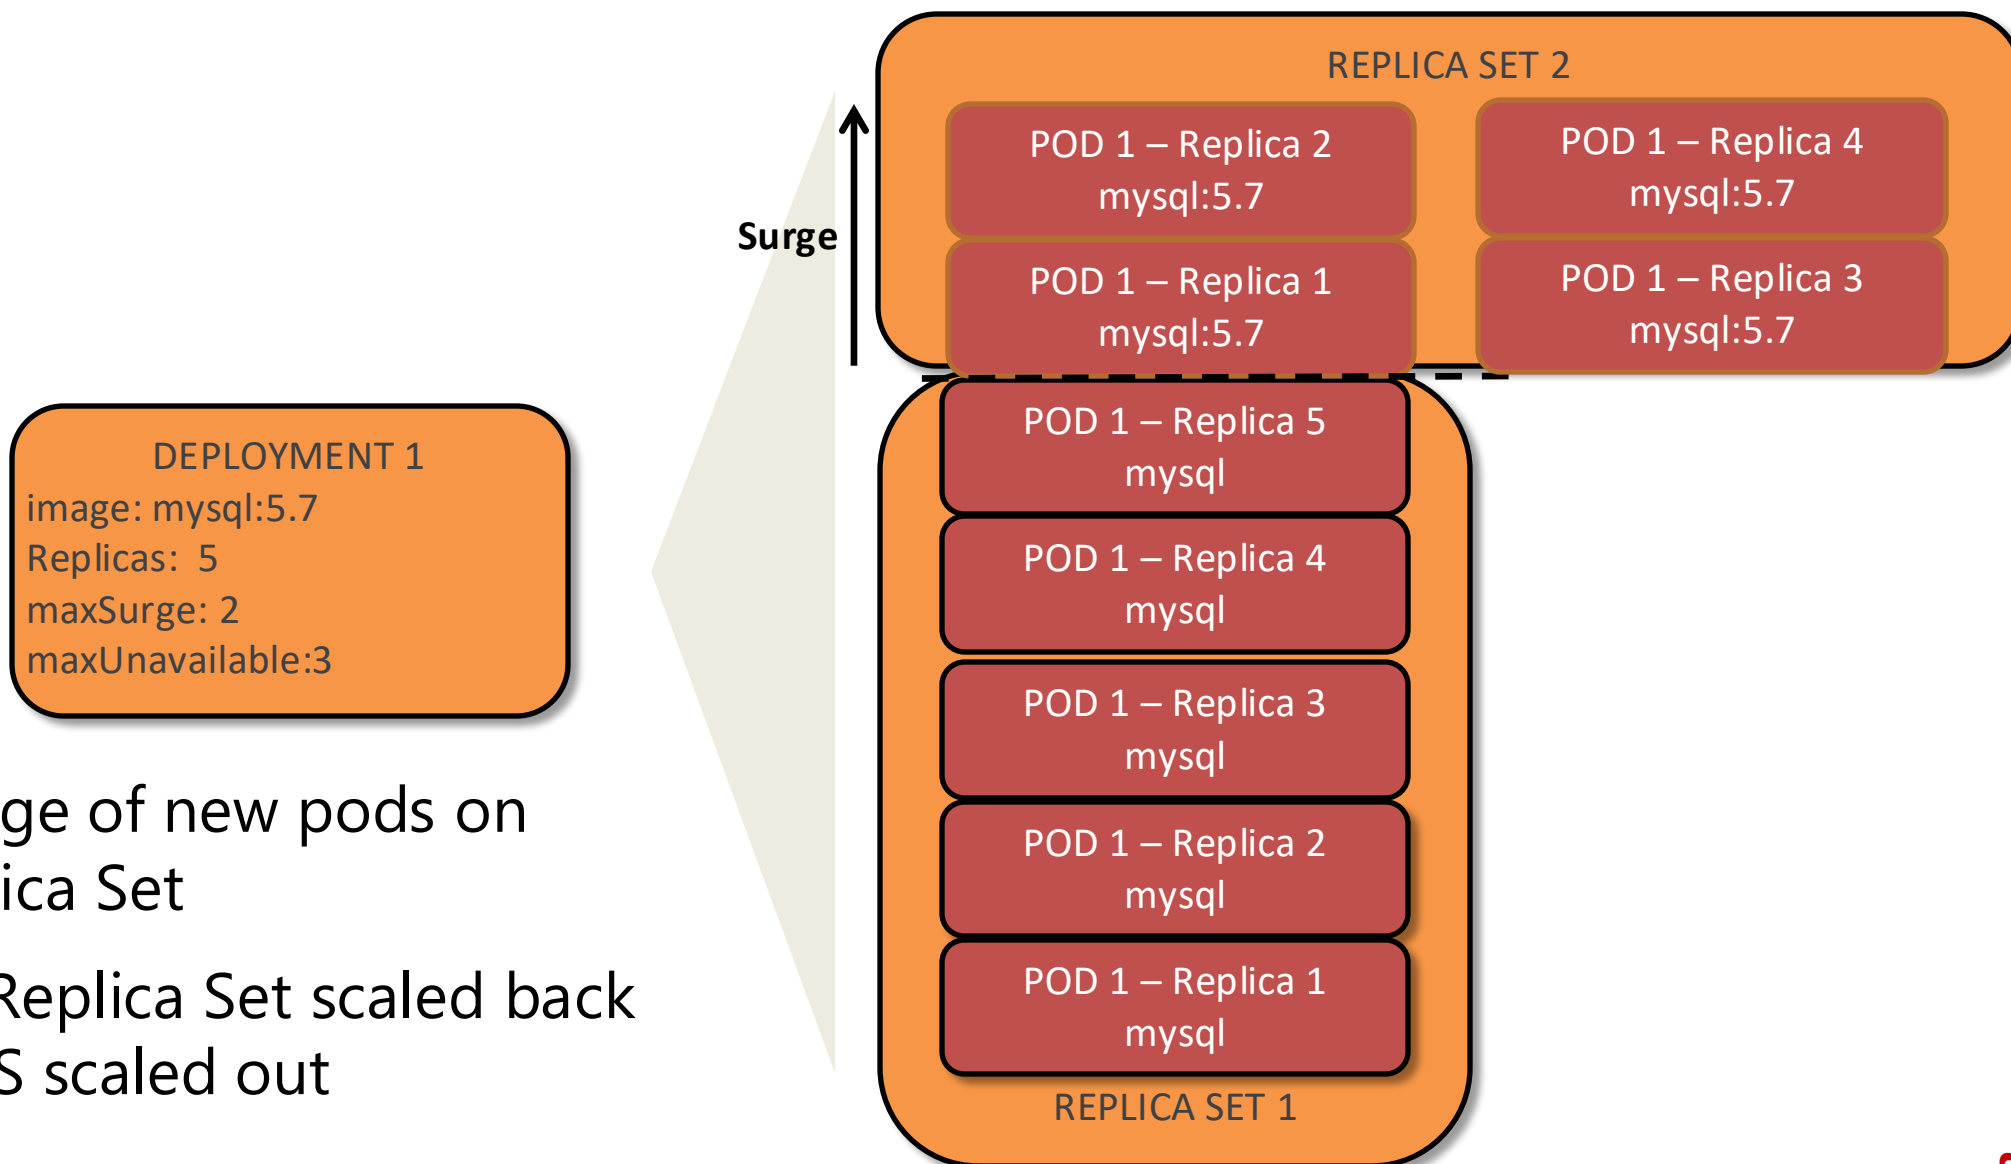 REPLICA SET 2
POD 1 – Replica 2
mysql:5.7
POD 1 – Replica 4
mysql:5.7
Surge
POD 1 – Replica 1
mysql:5.7
POD 1 – Replica 3
mysql:5.7
DEPLOYMENT 1
image: mysql:5.7
Replicas: 5
maxSurge: 2
maxUnavailable:3
POD 1 – Replica 5
mysql
POD 1 – Replica 4
mysql
POD 1 – Replica 3
mysql
POD 1 – Replica 2
mysql
POD 1 – Replica 1
mysql
REPLICA SET 1
ge of new pods on
ica Set
Replica Set scaled back
S scaled out